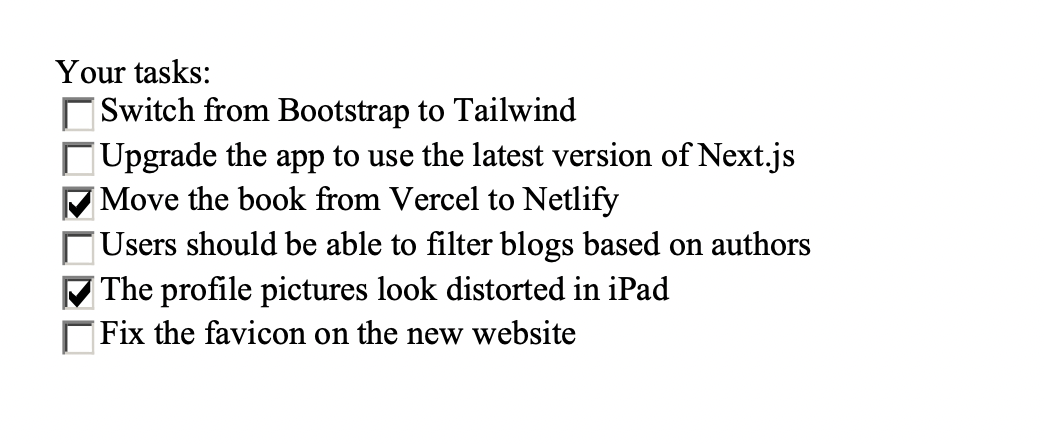 Your tasks:
Switch from Bootstrap to Tailwind
Upgrade the app to use the latest version of Next.js
Move the book from Vercel to Netlify
Users should be able to filter blogs based on authors
The profile pictures look distorted in iPad
Fix the favicon on the new website